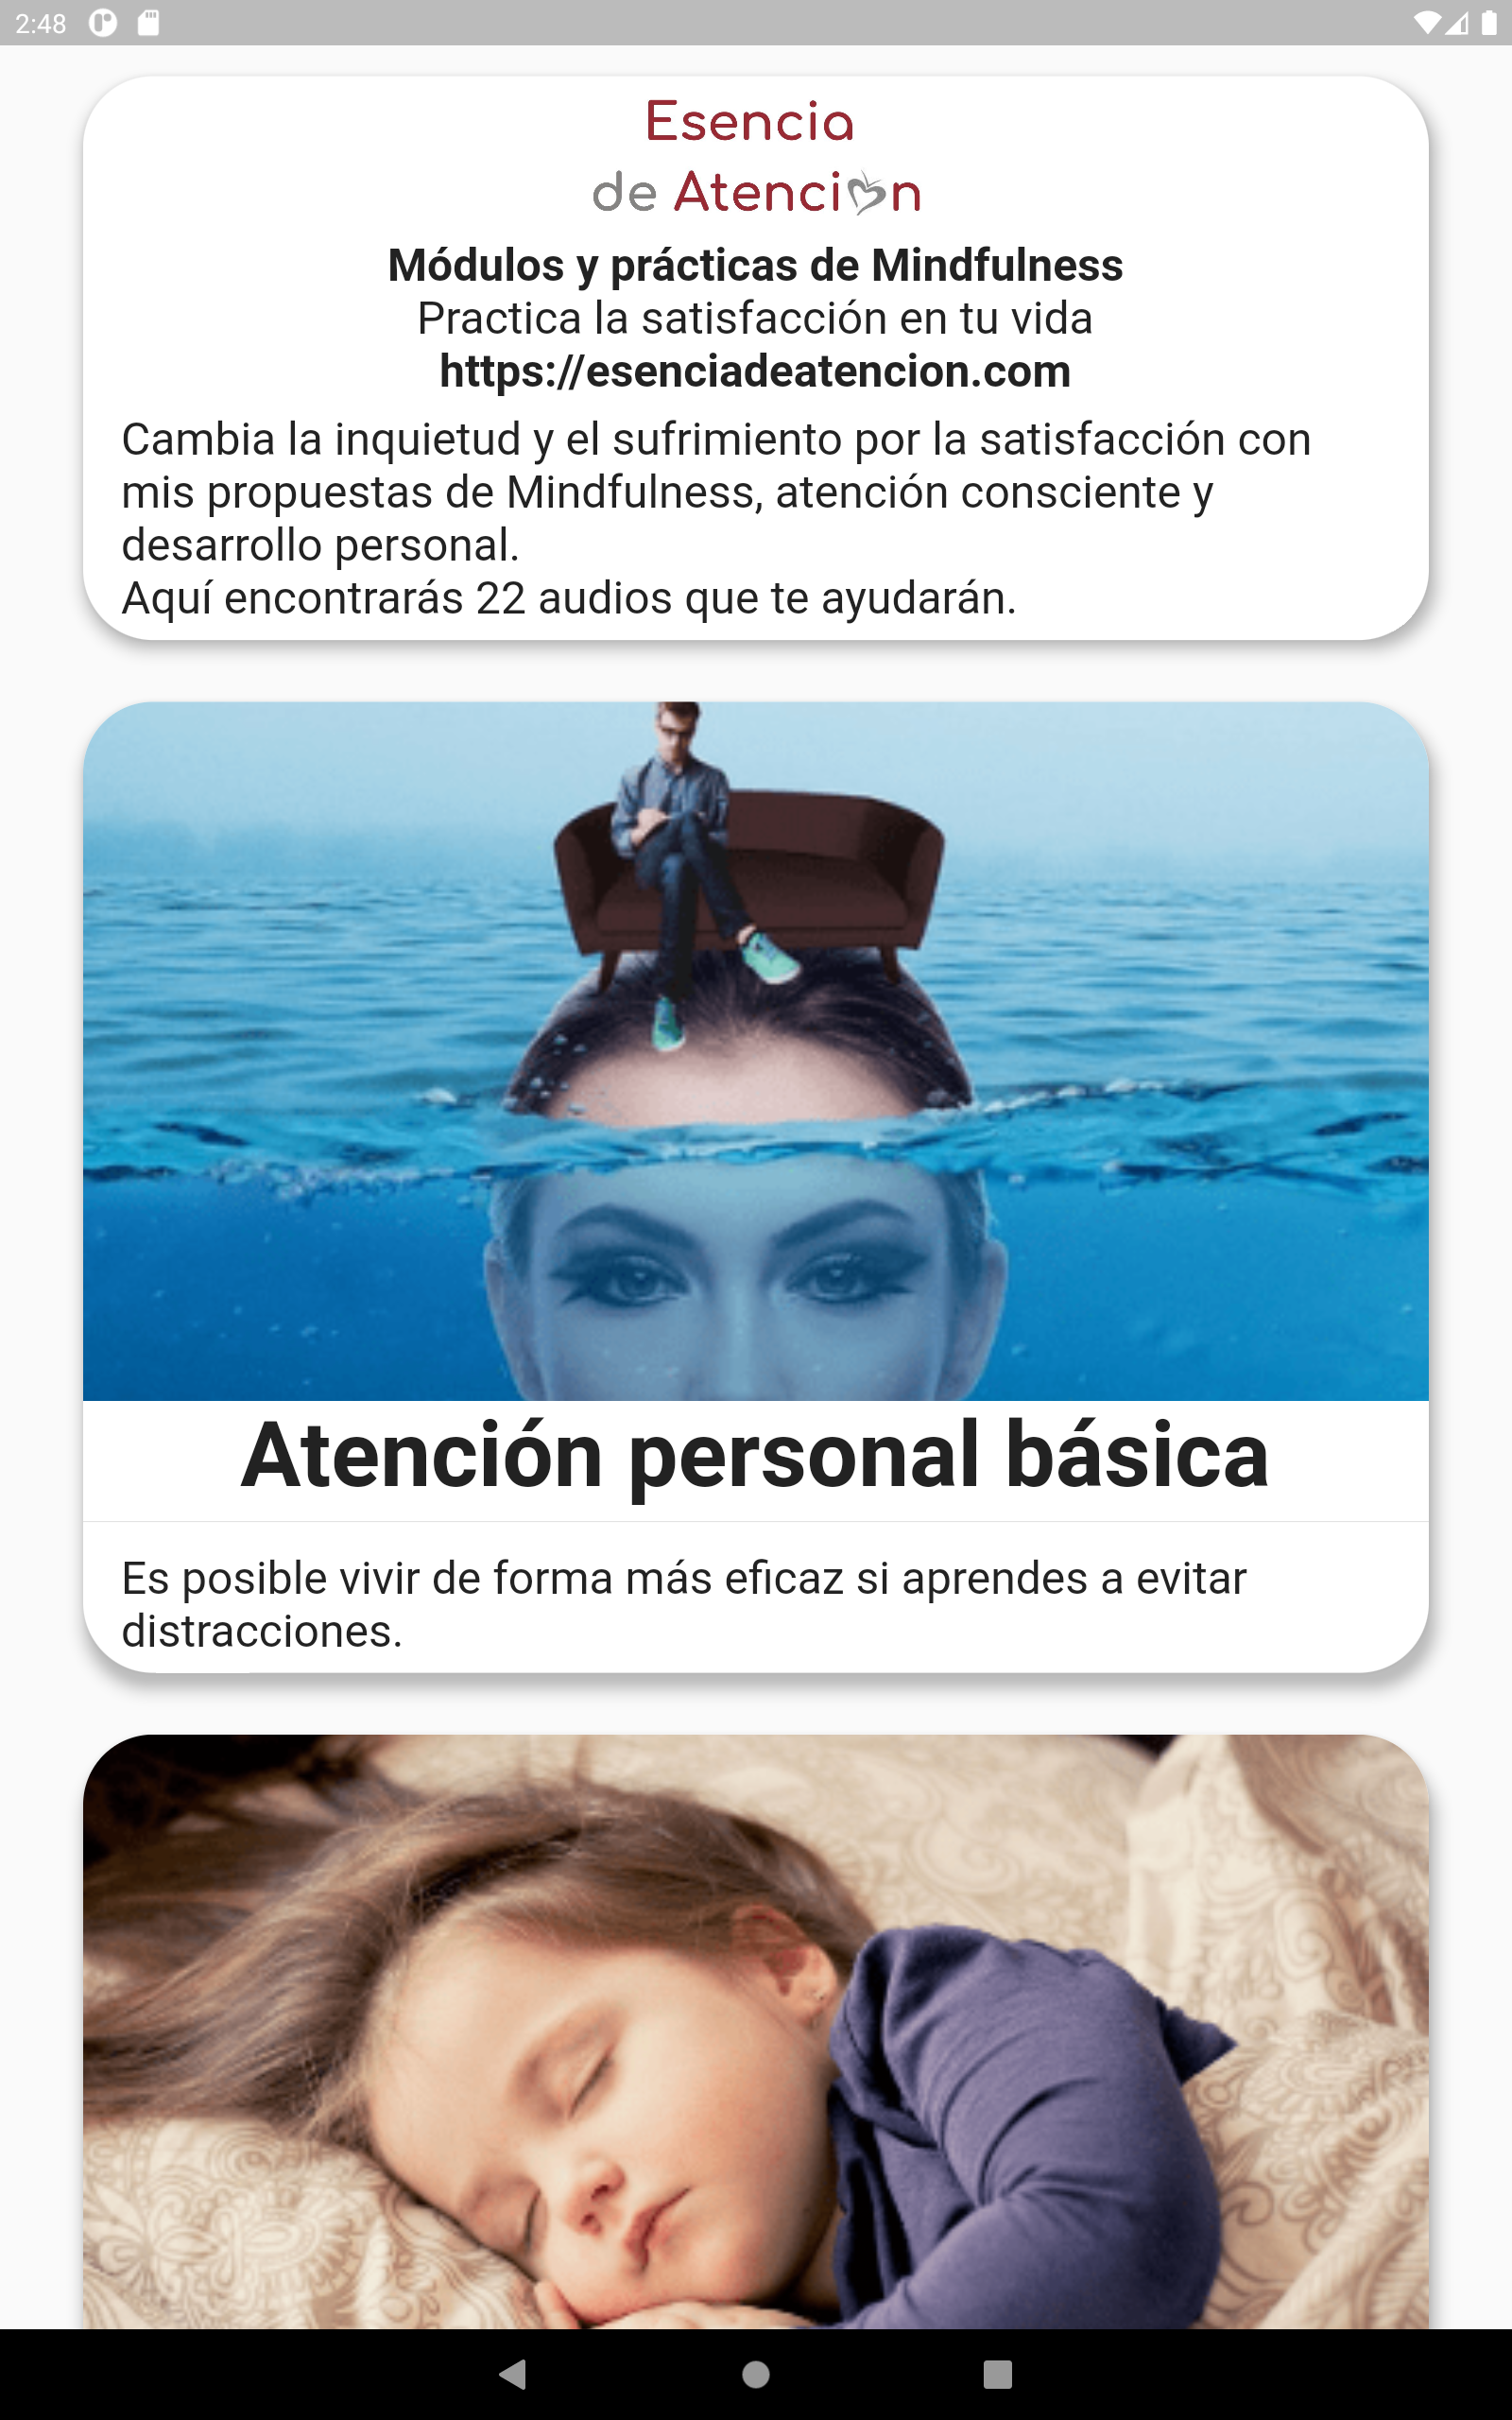 2:48
Esencia
de Atención
Módulos y prácticas de Mindfulness
Practica la satisfacción en tu vida
https://esenciadeatencion.com
Cambia la inquietud y el sufrimiento por la satisfacción con
mis propuestas de Mindfulness, atención consciente y
desarrollo personal.
Aquí encontrarás 22 audios que te ayudarán.
Atención personal básica
Es posible vivir de forma más eficaz si aprendes a evitar
distracciones.